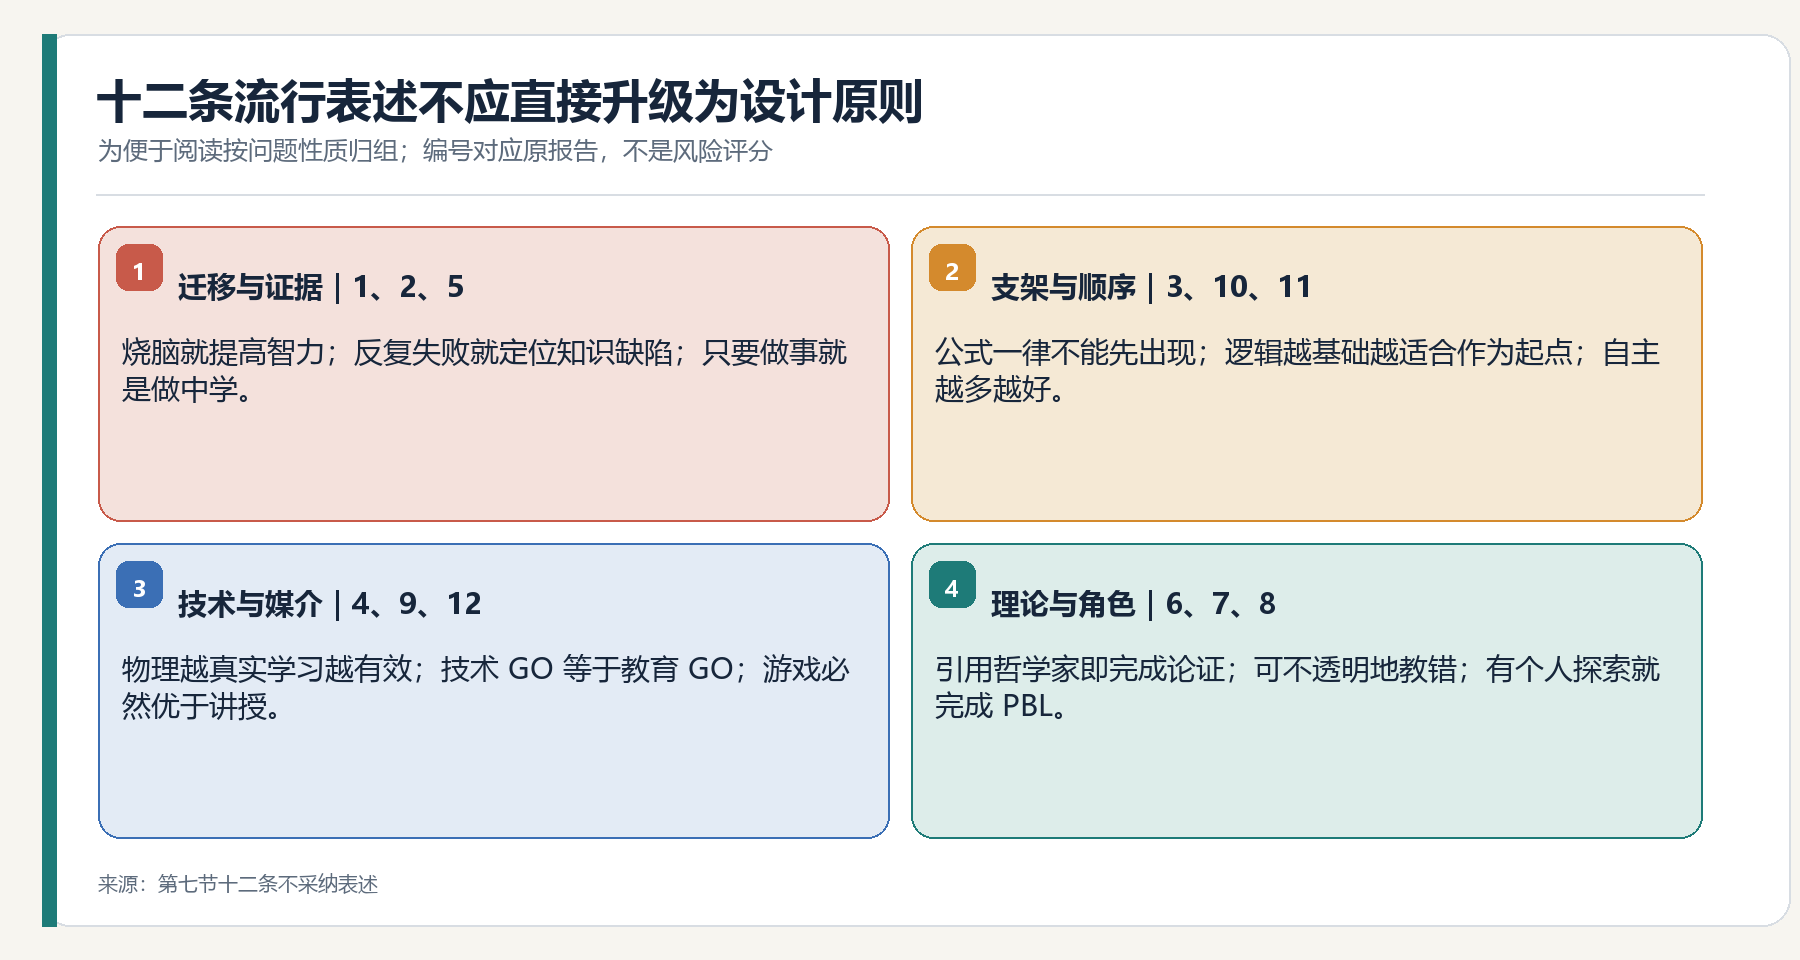 十二条流行表述不应直接升级为设计原则
为便于阅读按问题性质归组；编号对应原报告，不是风险评分
1
迁移与证据 | 1、2、5
烧脑就提高智力；反复失败就定位知识缺陷；只要做事就
是做中学。
2
支架与顺序 | 3、10、11
公式一律不能先出现；逻辑越基础越适合作为起点；自主
越多越好。
3
技术与媒介 | 4、9、12
物理越真实学习越有效；技术 GO 等于教育 GO；游戏必
然优于讲授。
4
理论与角色 | 6、7、8
引用哲学家即完成论证；可不透明地教错；有个人探索就
完成 PBL。
来源：第七节十二条不采纳表述